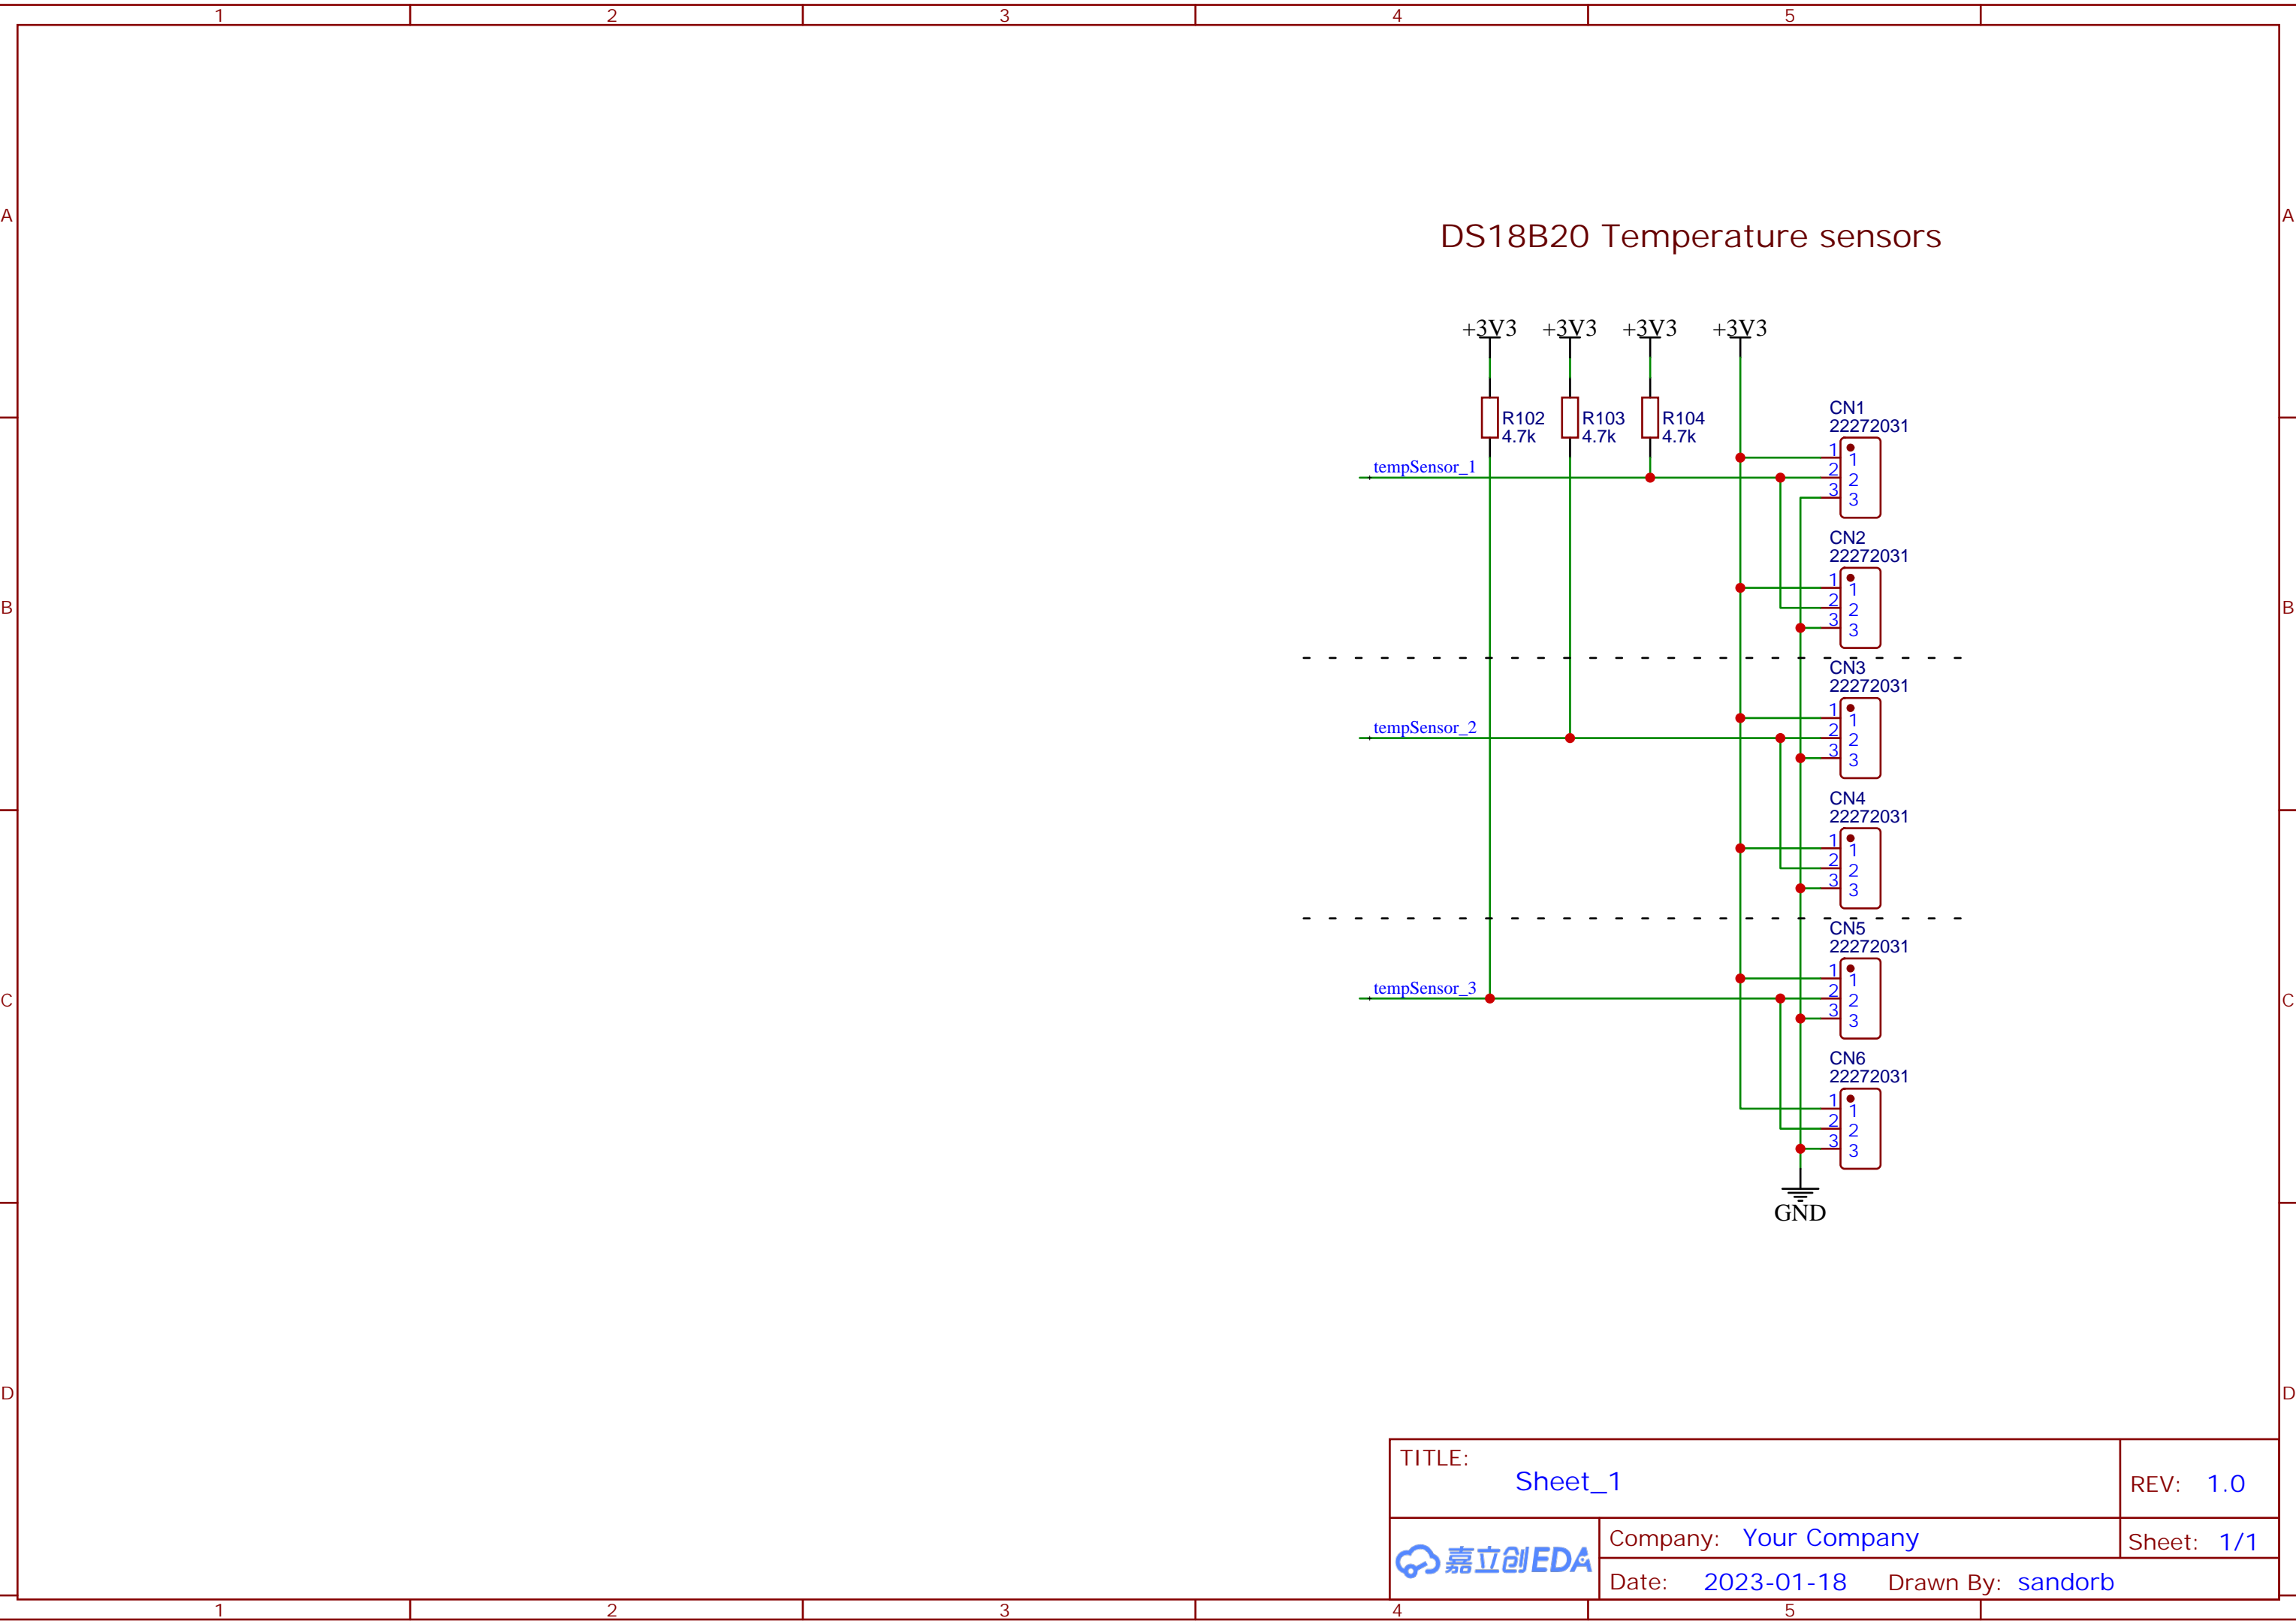 1 2 3 4 5
A A
DS18B20 Temperature sensors
+3V3 +3V3 +3V3 +3V3
R102 R103 R104
4.7k 4.7k 4.7k
CN1
22272031
tempSensor_1
1 1
2 2
3 3
CN2
22272031
1 1
2 2
3 3
B B
CN3
22272031
tempSensor_2
1 1
2 2
3 3
CN4
22272031
1 1
2 2
3 3
CN5
22272031
tempSensor_3
1 1
2 2
3 3
C C
CN6
22272031
1 1
2 2
3 3
GND
D D
TITLE:
Sheet_1
REV: 1.0
嘉立创EDA
Company: Your Company
Sheet: 1/1
Date: 2023-01-18 Drawn By: sandorb
1 2 3 4 5